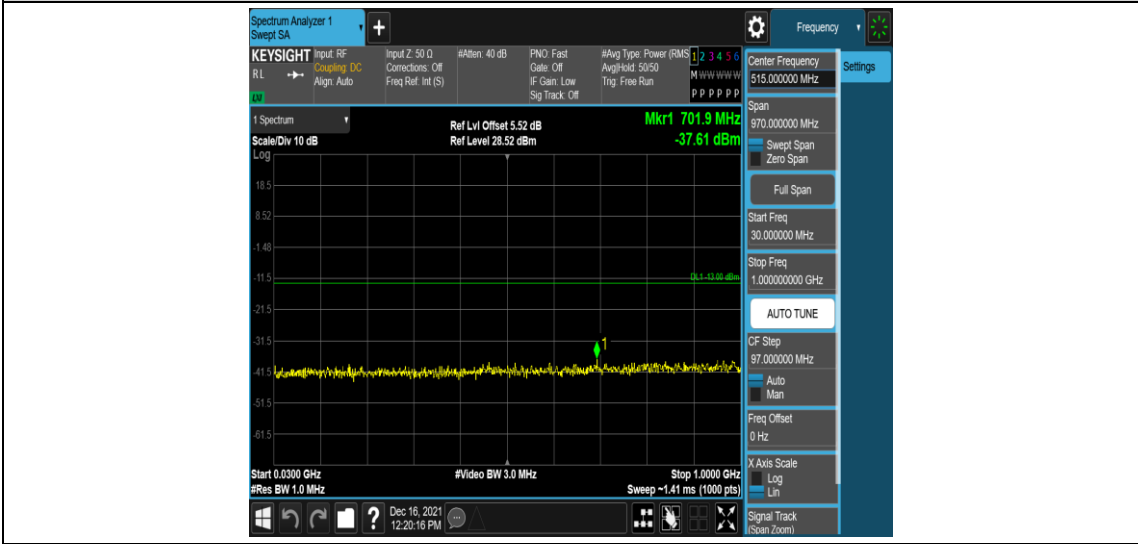 Spectrum Analyzer 1
Swept SA
+
Frequency
KEYSIGHT
RL
LM
Input: RF
Coupling: DC
Align: Auto
Input Z: 50 Ω
Corrections: Off
Freq Ref: Int (S)
#Atten: 40 dB
PNO: Fast
Gate: Off
IF Gain: Low
Sig Track: Off
#Avg Type: Power (RMS
Avg|Hold: 50/50
Trig: Free Run
1 2 3 4 5 6
M W W W W W
P P P P P P
1 Spectrum
Scale/Div 10 dB
Ref Lvl Offset 5.52 dB
Ref Level 28.52 dBm
Mkr1 701.9 MHz
-37.61 dBm
Log
18.5
8.52
-1.48
-11.5
-21.5
-31.5
-41.5
-51.5
-61.5
DL1 -13.00 dBm
1
Start 0.0300 GHz
#Res BW 1.0 MHz
#Video BW 3.0 MHz
Stop 1.0000 GHz
Sweep ~1.41 ms (1000 pts)
?
Dec 16, 2021
12:20:16 PM
Center Frequency
515.000000 MHz
Settings
Span
970.000000 MHz
Swept Span
Zero Span
Full Span
Start Freq
30.000000 MHz
Stop Freq
1.000000000 GHz
AUTO TUNE
CF Step
97.000000 MHz
Auto
Man
Freq Offset
0 Hz
X Axis Scale
Log
Lin
Signal Track
(Span Zoom)